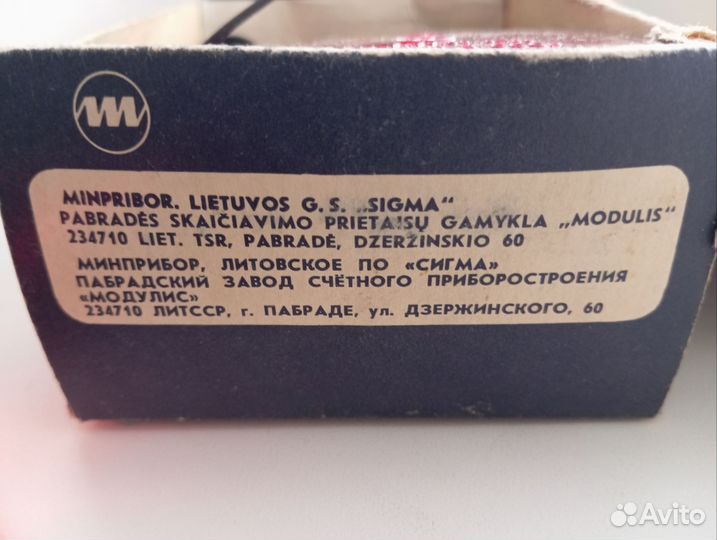 MINPRIBOR. LIETUVOS G. S. „SIGMA“
PABRADĖS SKAIČIAVIMO PRIETAISŲ GAMYKLA „MODULIS“
234710 LIET. TSR, PABRADĖ, DZERŽINSKIO 60
МИНПРИБОР, ЛИТОВСКОЕ ПО «СИГМА»
ПАБРАДСКИЙ ЗАВОД СЧЁТНОГО ПРИБОРОСТРОЕНИЯ
«МОДУЛИС»
234710 ЛИТССР, г. ПАБРАДЕ, ул. ДЗЕРЖИНСКОГО, 60
Avito